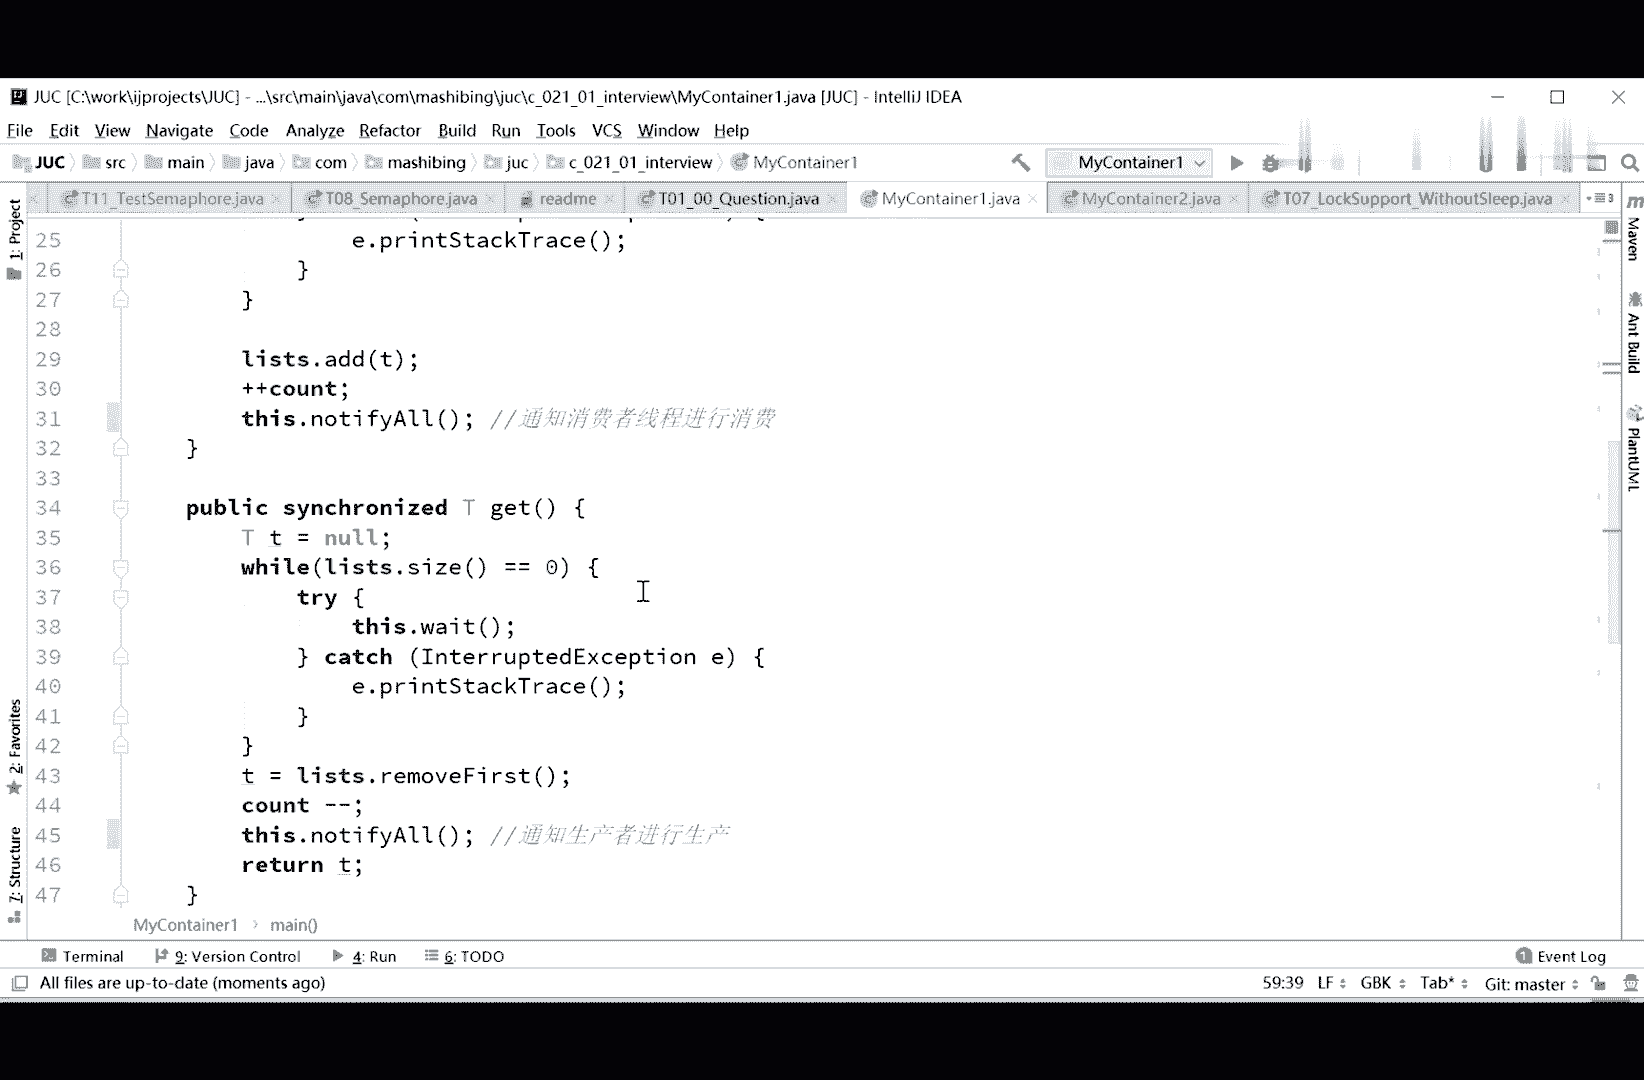 JUC [C:\work\ijprojects\JUC] - ...\src\main\java\com\mashibing\juc\c_021_01_interview\MyContainer1.java [JUC] - IntelliJ IDEA
File Edit View Navigate Code Analyze Refactor Build Run Tools VCS Window Help
JUC src main java com mashibing juc c_021_01_interview MyContainer1 MyContainer1
T11_TestSemaphore.java T08_Semaphore.java readme T01_00_Question.java MyContainer1.java MyContainer2.java T07_LockSupport_WithoutSleep.java
1: Project
2: Favorites
7: Structure
25 e.printStackTrace();
26 }
27 }
28
29 lists.add(t);
30 ++count;
31 this.notifyAll(); //通知消费者线程进行消费
32 }
33
34 public synchronized T get() {
35 T t = null;
36 while(lists.size() == 0) {
37 try {
38 this.wait();
39 } catch (InterruptedException e) {
40 e.printStackTrace();
41 }
42 }
43 t = lists.removeFirst();
44 count --;
45 this.notifyAll(); //通知生产者进行生产
46 return t;
47 }
Maven
Ant Build
PlantUML
MyContainer1 › main()
Terminal 9: Version Control 4: Run 6: TODO 1 Event Log
All files are up-to-date (moments ago) 59:39 LF GBK Tab* Git: master